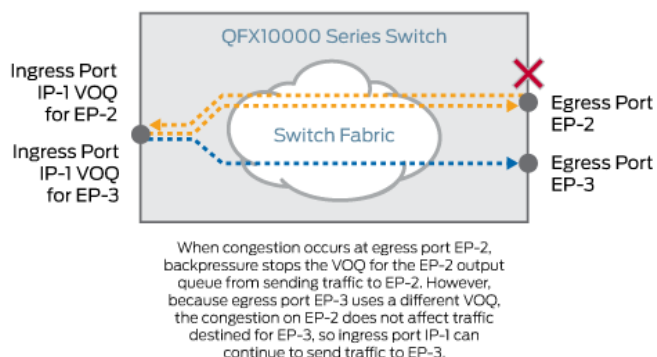 QFX10000 Series Switch
Ingress Port
IP-1 VOQ
for EP-2
Ingress Port
IP-1 VOQ
for EP-3
Switch Fabric
Egress Port
EP-2
Egress Port
EP-3
When congestion occurs at egress port EP-2,
backpressure stops the VOQ for the EP-2 output
queue from sending traffic to EP-2. However,
because egress port EP-3 uses a different VOQ,
the congestion on EP-2 does not affect traffic
destined for EP-3, so ingress port IP-1 can
continue to send traffic to EP-3.